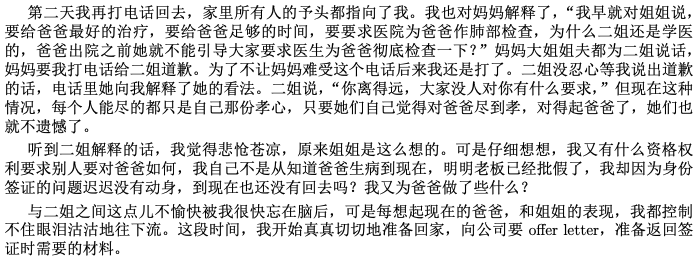 第二天我再打电话回去，家里所有人的予头都指向了我。我也对妈妈解释了，“我早就对姐姐说，
要给爸爸最好的治疗，要给爸爸足够的时间，要要求医院为爸爸作肺部检查，为什么二姐还是学医
的，爸爸出院之前她就不能引导大家要求医生为爸爸彻底检查一下？”妈妈大姐姐夫都为二姐说话，
妈妈要我打电话给二姐道歉。为了不让妈妈难受这个电话后来我还是打了。二姐没忍心等我说出道歉
的话，电话里她向我解释了她的看法。二姐说，“你离得远，大家没人对你有什么要求，”但现在这种
情况，每个人能尽的都只是自己那份孝心，只要她们自己觉得对爸爸尽到孝，对得起爸爸了，她们也
就不遗憾了。
听到二姐解释的话，我觉得悲怆苍凉，原来姐姐是这么想的。可是仔细想想，我又有什么资格权
利要求别人要对爸爸如何，我自己不是从知道爸爸生病到现在，明明老板已经批假了，我却因为身份
签证的问题迟迟没有动身，到现在也还没有回去吗？我又为爸爸做了些什么？
与二姐之间这点儿不愉快被我很快忘在脑后，可是每想起现在的爸爸，和姐姐的表现，我都控制
不住眼泪沽沽地往下流。这段时间，我开始真真切切地准备回家，向公司要 offer letter，准备返回签
证时需要的材料。